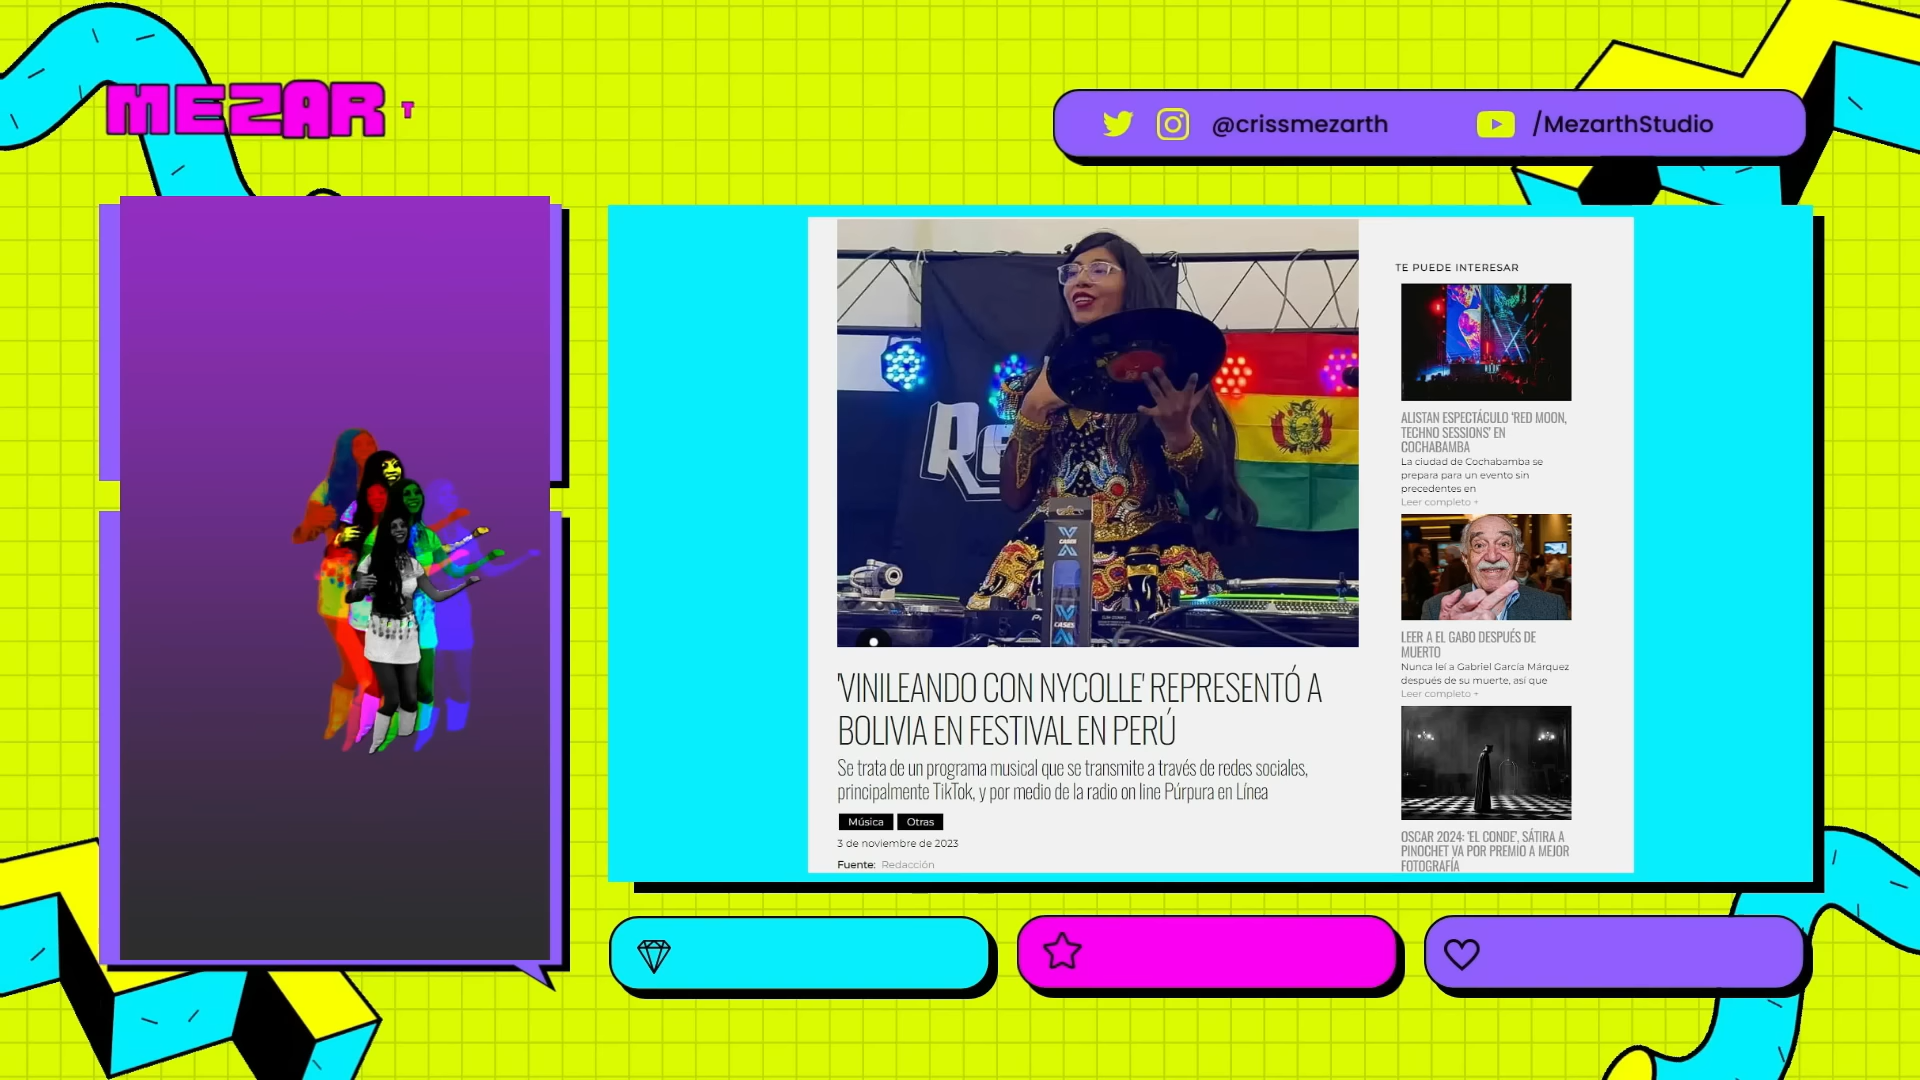 MEZAR T
@crissmezarth
/MezarthStudio
TE PUEDE INTERESAR
ALISTAN ESPECTÁCULO 'RED MOON,
TECHNO SESSIONS' EN
COCHABAMBA
La ciudad de Cochabamba se
prepara para un evento sin
precedentes en
Leer completo +
LEER A EL GABO DESPUÉS DE
MUERTO
Nunca leí a Gabriel García Márquez
después de su muerte, así que
Leer completo +
OSCAR 2024: 'EL CONDE', SÁTIRA A
PINOCHET VA POR PREMIO A MEJOR
FOTOGRAFÍA
Re
CASES
CASES
'VINILEANDO CON NYCOLLE' REPRESENTÓ A
BOLIVIA EN FESTIVAL EN PERÚ
Se trata de un programa musical que se transmite a través de redes sociales,
principalmente TikTok, y por medio de la radio on line Púrpura en Línea
Música Otras
3 de noviembre de 2023
Fuente: Redacción